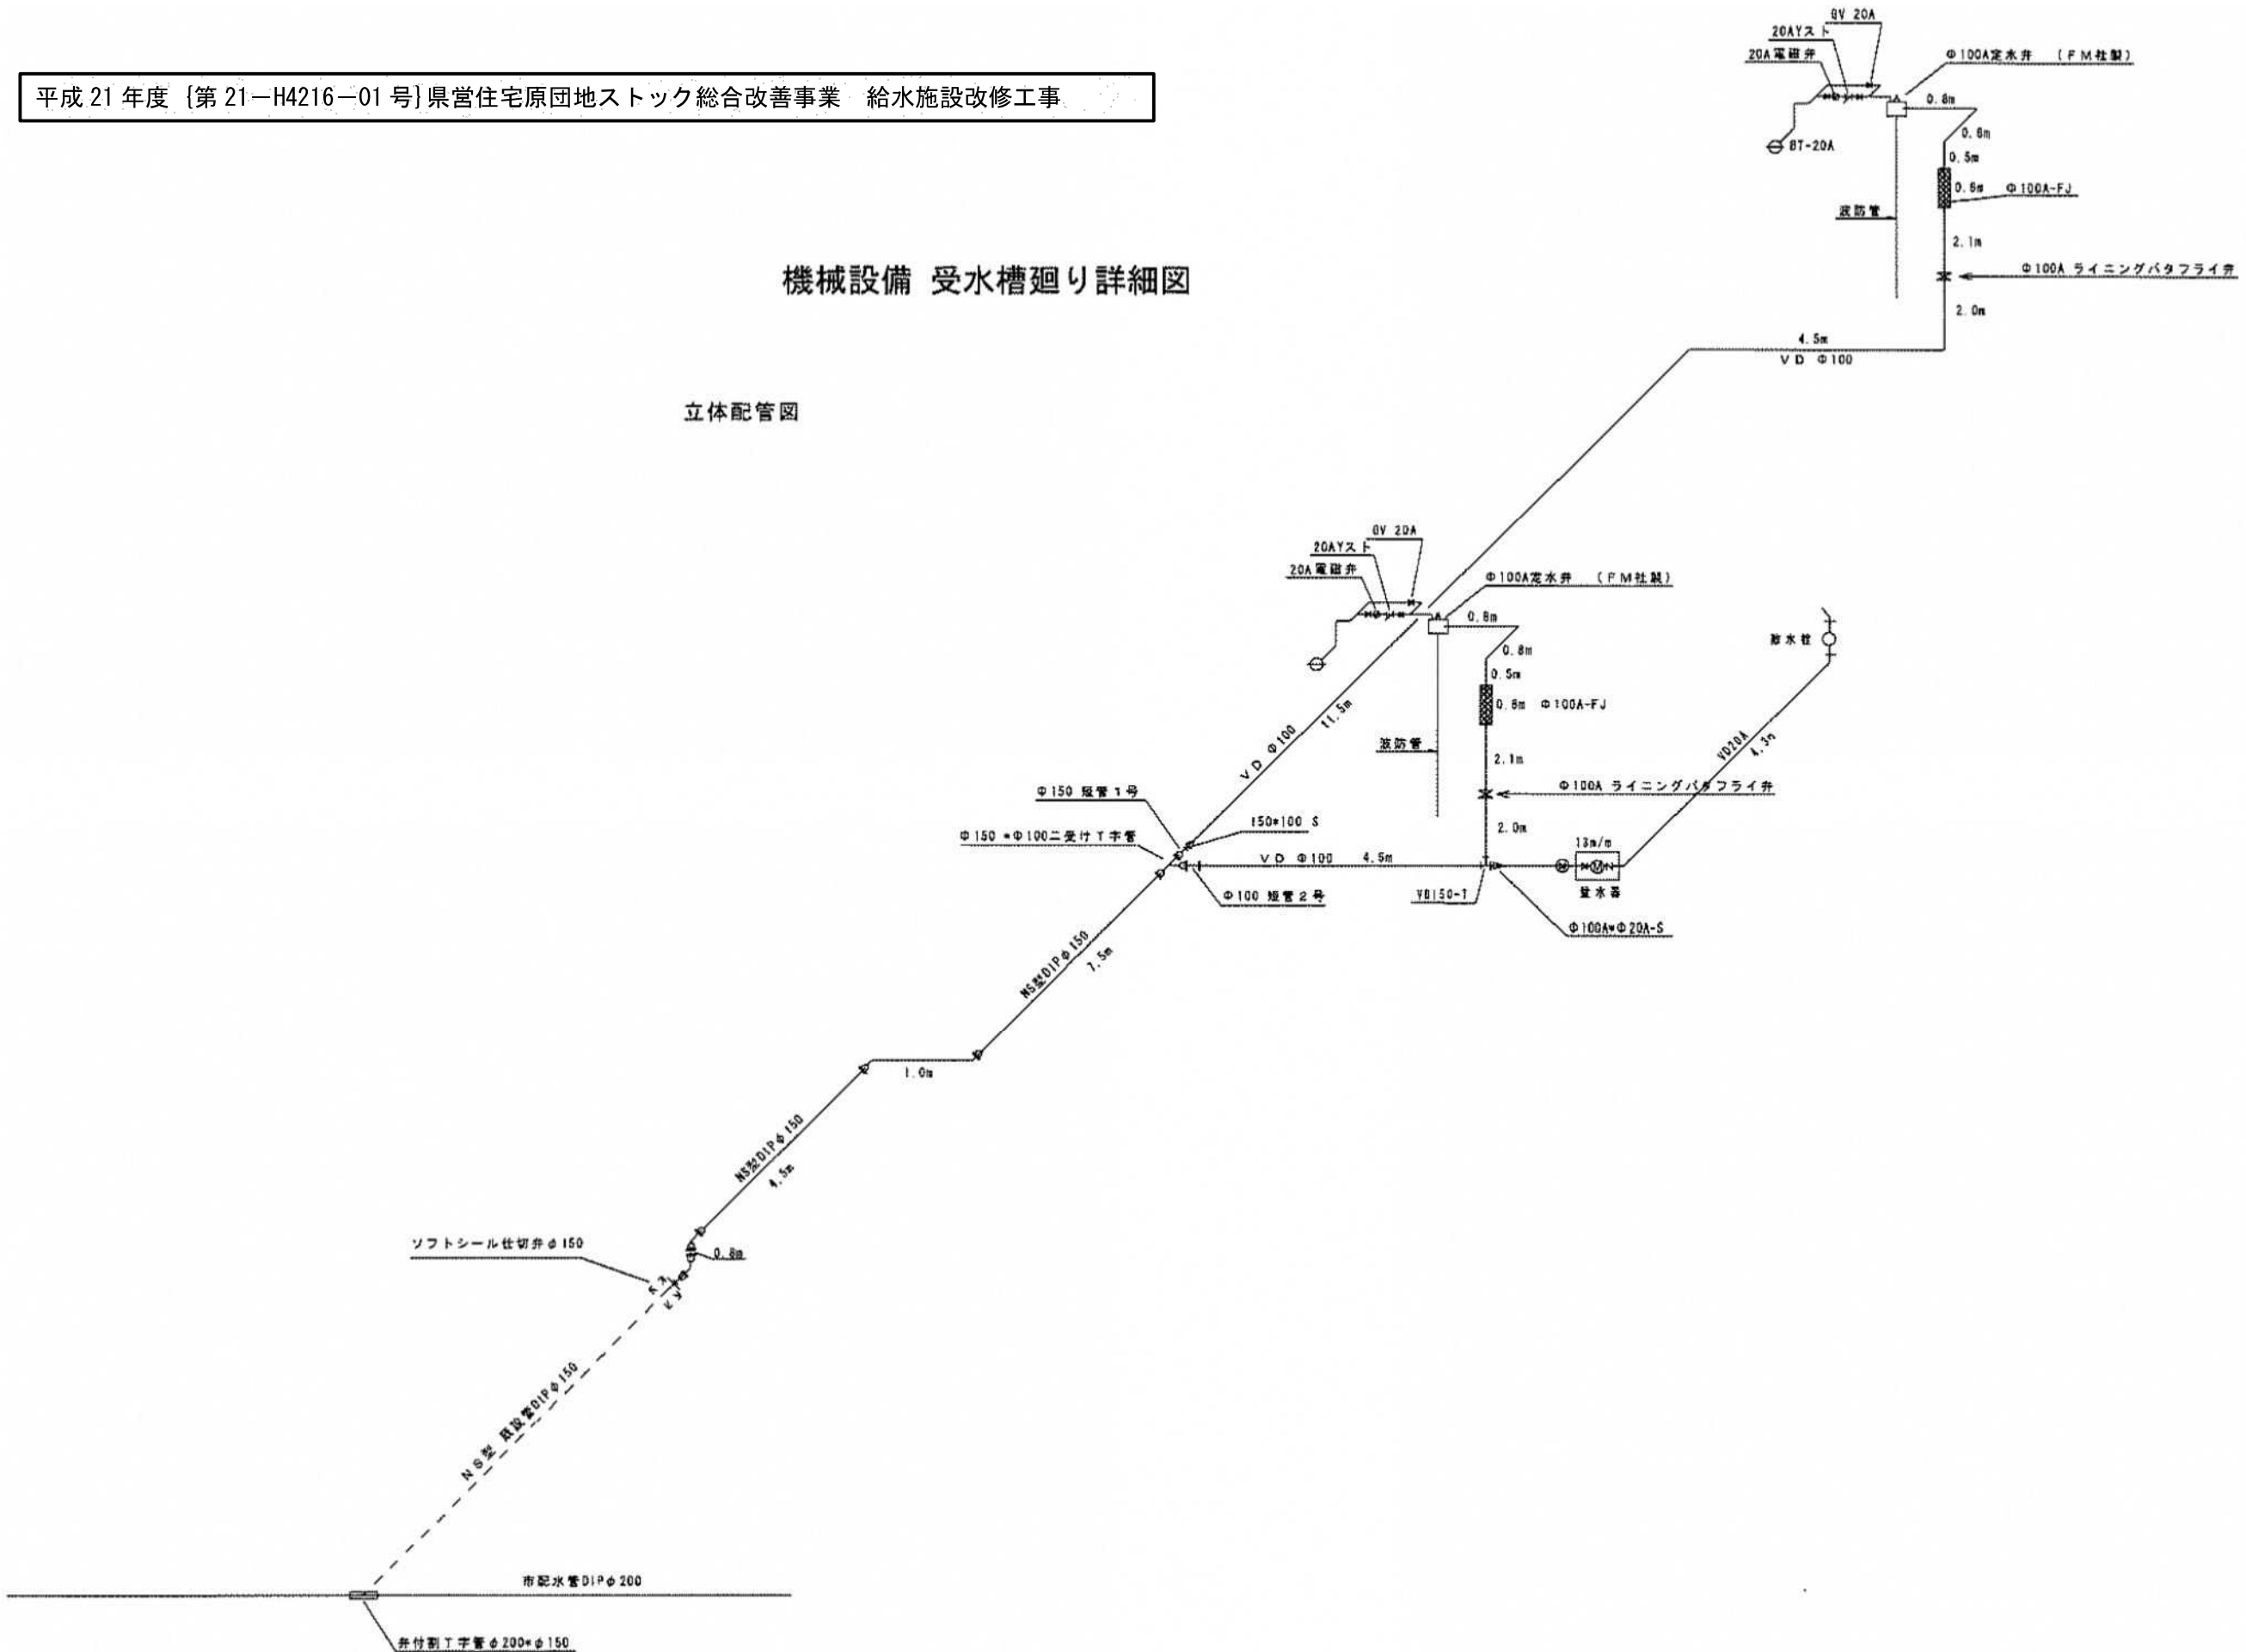 平成 21 年度 {第 21－H4216－01 号} 県営住宅原団地ストック総合改善事業　給水施設改修工事
機械設備 受水槽廻り詳細図
立体配管図
GV 20A
20AYスト
20A電磁弁
Φ100A定水弁 （FM社製）
0.8m
0.6m
BT-20A
0.5m
0.6m Φ100A-FJ
波防管
2.1m
Φ100A ライニングバタフライ弁
2.0m
4.5m
VD Φ100
GV 20A
20AYスト
20A電磁弁
Φ100A定水弁 （FM社製）
0.8m
0.8m
0.5m
0.8m Φ100A-FJ
11.5m
VD Φ100
波防管
2.1m
Φ100A ライニングバタフライ弁
2.0m
VD20A
4.3m
Φ150 短管1号
150*100 S
Φ150 *Φ100二受けT字管
VD Φ100 4.5m
13m/m
量水器
Φ100 短管2号
Φ100A*Φ20A-S
NS型DIPφ150
7.5m
1.0m
NS型DIPφ150
4.5m
ソフトシール仕切弁φ150
0.8m
NS型 既設管DIPφ150
市配水管DIPφ200
弁付割T字管φ200*φ150